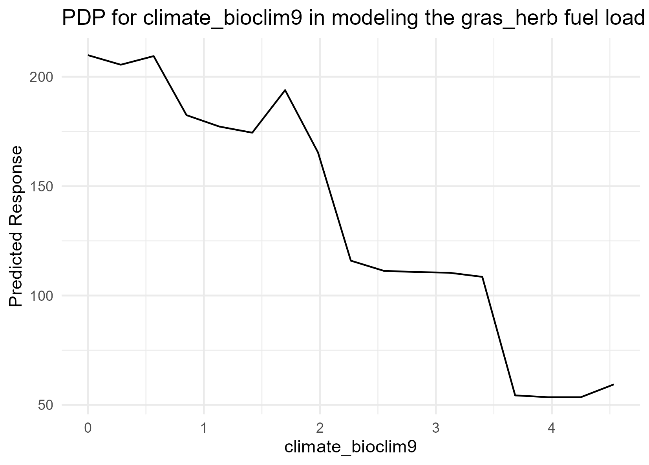 PDP for climate_bioclim9 in modeling the gras_herb fuel load
Predicted Response
200
150
100
50
0 1 2 3 4
climate_bioclim9